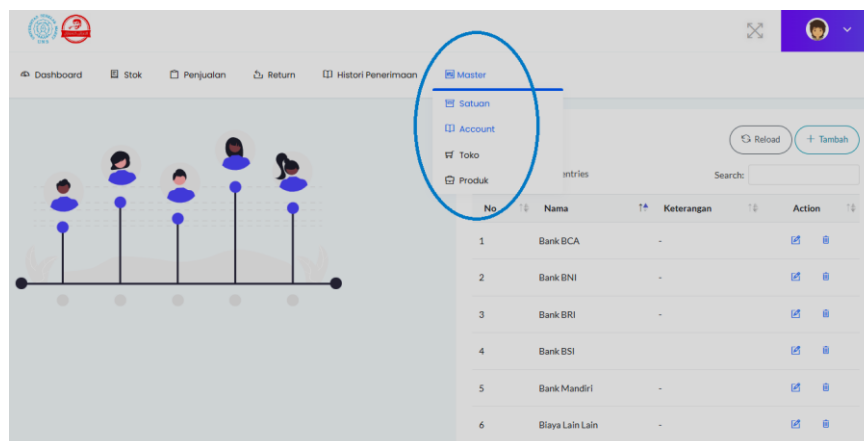 UWS
Dashboard Stok Penjualan Return Histori Penerimaan Master
Satuan
Account
Toko
Produk
Reload + Tambah
entries Search:
No Nama Keterangan Action
1 Bank BCA -
2 Bank BNI -
3 Bank BRI -
4 Bank BSI
5 Bank Mandiri -
6 Biaya Lain Lain -